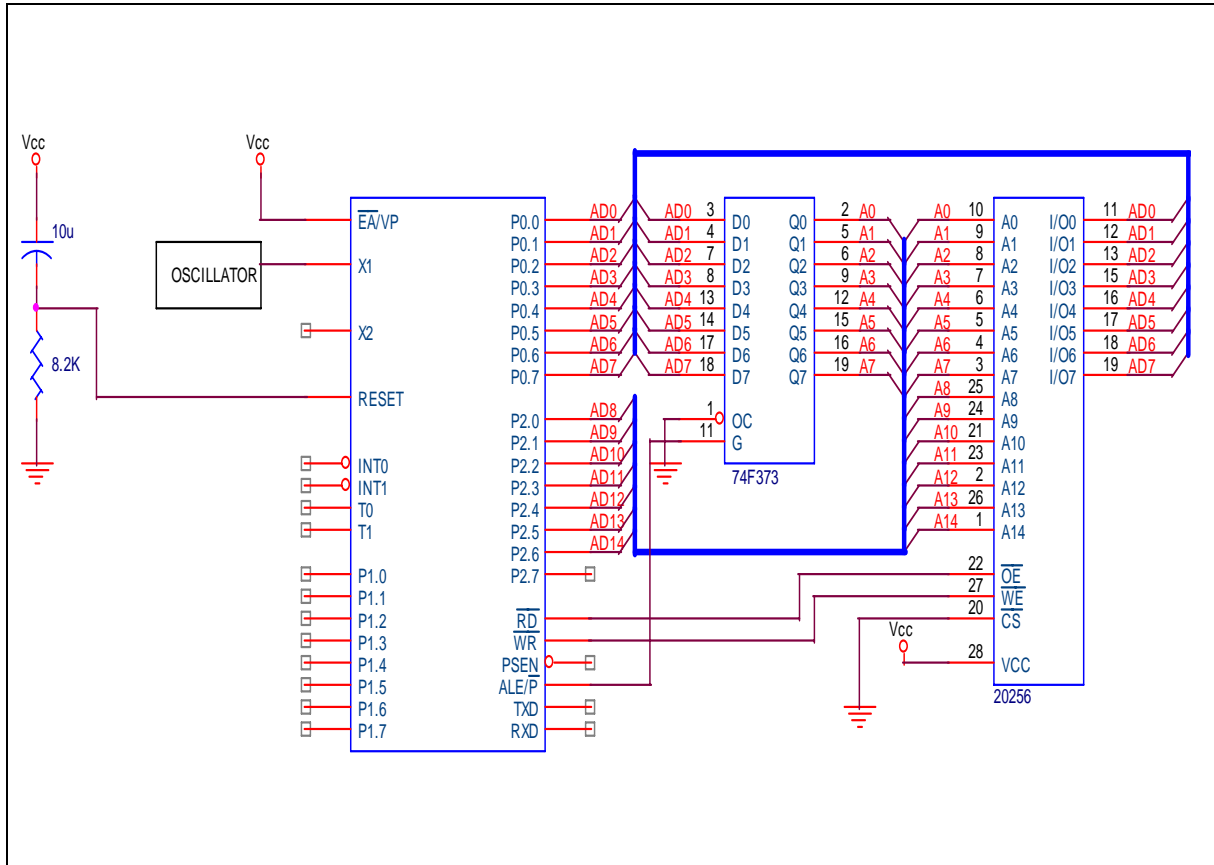 Vcc
10u
8.2K
Vcc
OSCILLATOR
EA/VP
X1
X2
RESET
INT0
INT1
T0
T1
P1.0
P1.1
P1.2
P1.3
P1.4
P1.5
P1.6
P1.7
P0.0
P0.1
P0.2
P0.3
P0.4
P0.5
P0.6
P0.7
P2.0
P2.1
P2.2
P2.3
P2.4
P2.5
P2.6
P2.7
RD
WR
PSEN
ALE/P
TXD
RXD
AD0
AD1
AD2
AD3
AD4
AD5
AD6
AD7
AD8
AD9
AD10
AD11
AD12
AD13
AD14
AD0 3 D0
AD1 4 D1
AD2 7 D2
AD3 8 D3
AD4 13 D4
AD5 14 D5
AD6 17 D6
AD7 18 D7
1 OC
11 G
Q0 2 A0
Q1 5 A1
Q2 6 A2
Q3 9 A3
Q4 12 A4
Q5 15 A5
Q6 16 A6
Q7 19 A7
74F373
A0 10 A0
A1 9 A1
A2 8 A2
A3 7 A3
A4 6 A4
A5 5 A5
A6 4 A6
A7 3 A7
A8 25 A8
A9 24 A9
A10 21 A10
A11 23 A11
A12 2 A12
A13 26 A13
A14 1 A14
22 OE
27 WE
20 CS
Vcc
28 VCC
I/O0 11 AD0
I/O1 12 AD1
I/O2 13 AD2
I/O3 15 AD3
I/O4 16 AD4
I/O5 17 AD5
I/O6 18 AD6
I/O7 19 AD7
20256